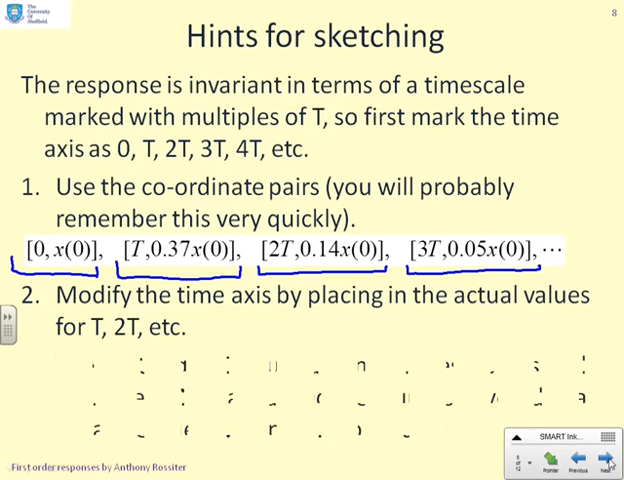 The
University
Of
Sheffield.
8
Hints for sketching
The response is invariant in terms of a timescale
marked with multiples of T, so first mark the time
axis as 0, T, 2T, 3T, 4T, etc.
1. Use the co-ordinate pairs (you will probably
remember this very quickly).
[0, x(0)], [T,0.37x(0)], [2T,0.14x(0)], [3T,0.05x(0)], ⋯
2. Modify the time axis by placing in the actual values
for T, 2T, etc.
SMART Ink...
Pointer Previous Next
First order responses by Anthony Rossiter